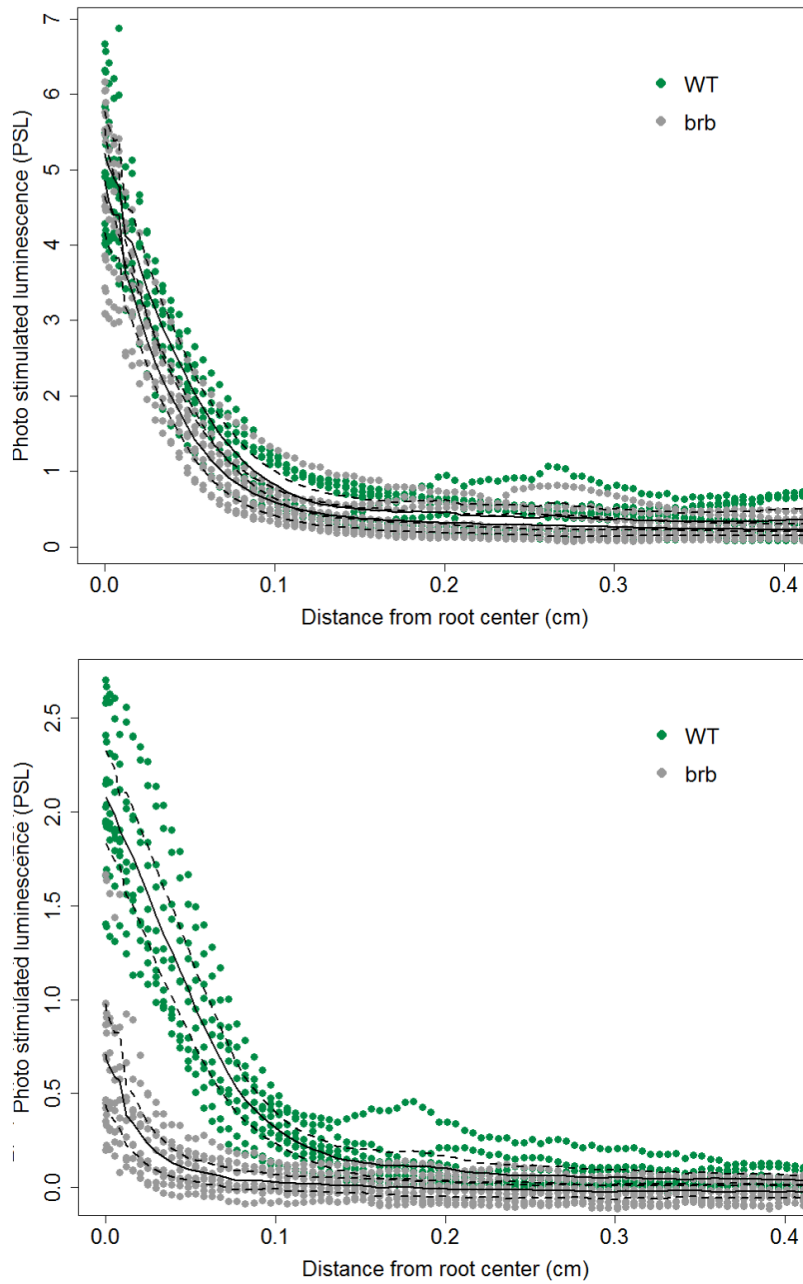 7
6
5
4
3
2
1
0
Photo stimulated luminescence (PSL)
WT
brb
0.0 0.1 0.2 0.3 0.4
Distance from root center (cm)
2.5
2.0
1.5
1.0
0.5
0.0
Photo stimulated luminescence (PSL)
WT
brb
0.0 0.1 0.2 0.3 0.4
Distance from root center (cm)